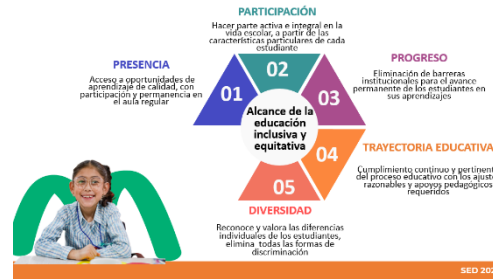 PARTICIPACIÓN
Hacer parte activa e integral en la
vida escolar, a partir de las
características particulares de cada
estudiante
PRESENCIA
Acceso a oportunidades de
aprendizaje de calidad, con
participación y permanencia en
el aula regular
01
02
03
04
05
Alcance de la
educación
inclusiva y
equitativa
PROGRESO
Eliminación de barreras
institucionales para el avance
permanente de los estudiantes en
sus aprendizajes
TRAYECTORIA EDUCATIVA
Cumplimiento continuo y pertinent
del proceso educativo con los ajust
razonables y apoyos pedagógicos
requeridos
DIVERSIDAD
Reconoce y valora las diferencias
individuales de los estudiantes,
elimina todas las formas de
discriminación
SED 202